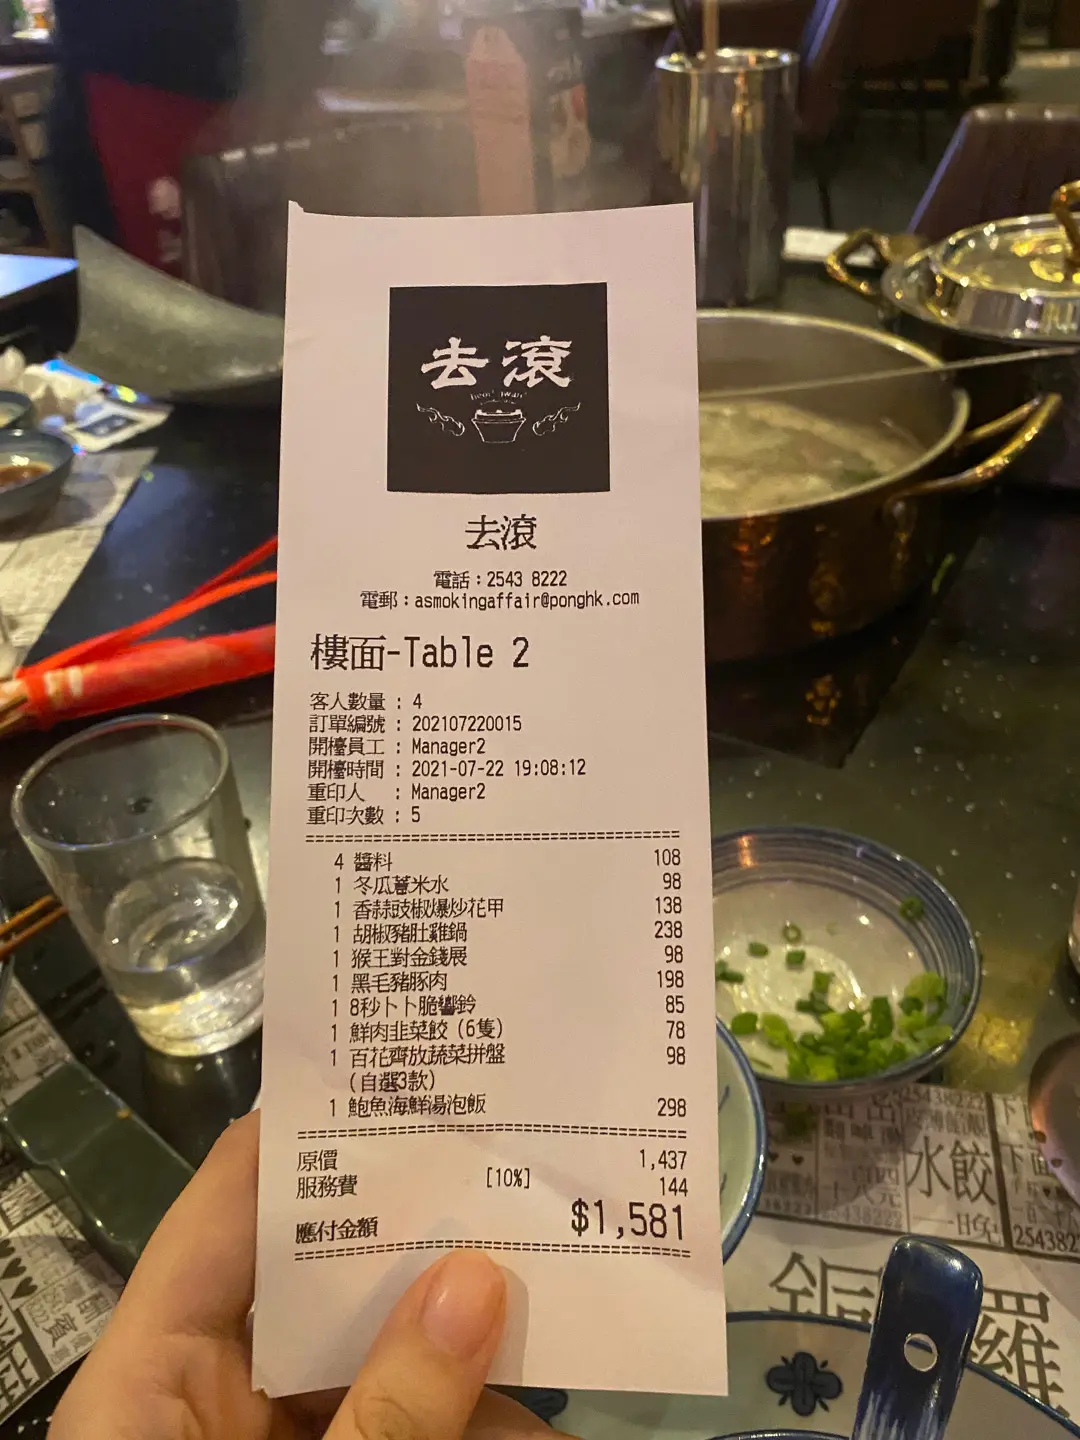 去滾
去滾
電話：2543 8222
電郵：asmokingaffair@ponghk.com
樓面-Table 2
客人數量 : 4
訂單編號 : 202107220015
開檯員工 : Manager2
開檯時間 : 2021-07-22 19:08:12
重印人 : Manager2
重印次數 : 5
4 醬料 108
1 冬瓜薏米水 98
1 香蒜豉椒爆炒花甲 138
1 胡椒豬肚雞鍋 238
1 猴王對金錢展 98
1 黑毛豬豚肉 198
1 8秒卜卜脆響鈴 85
1 鮮肉韭菜餃 (6隻) 78
1 百花齊放蔬菜拼盤 98
(自選3款)
1 鮑魚海鮮湯泡飯 298
原價 1,437
服務費 [10%] 144
應付金額 $1,581
水餃
25438222
銅羅